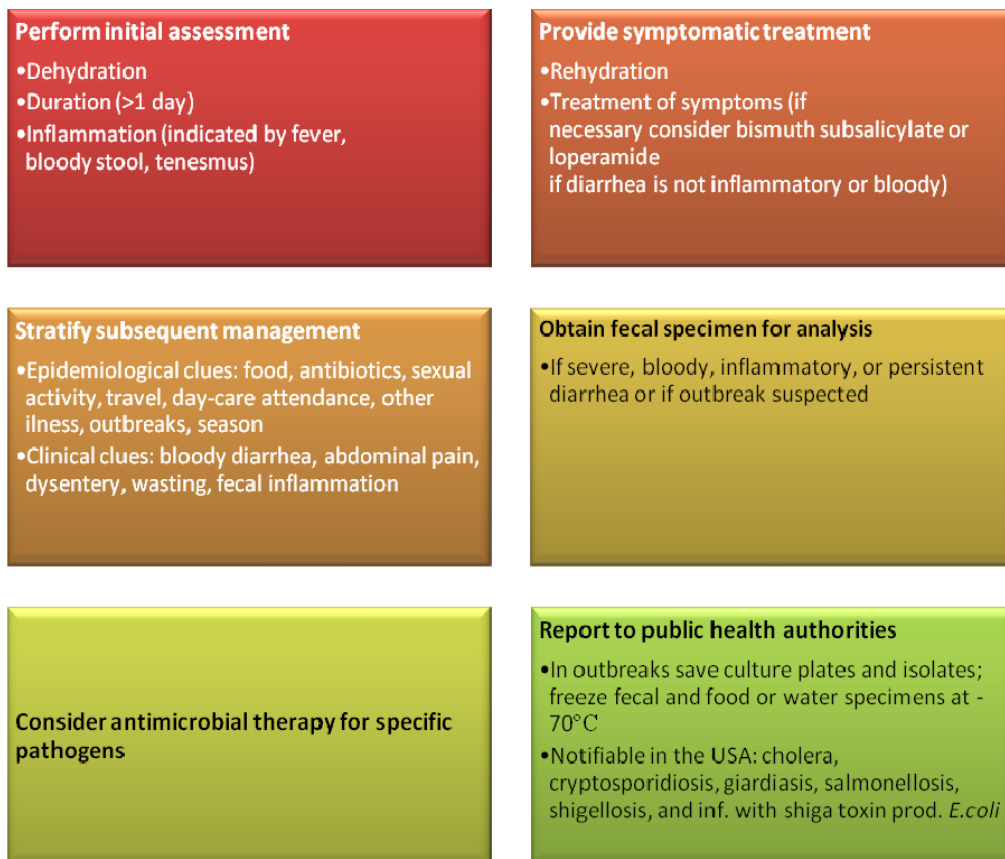 Perform initial assessment
•Dehydration
•Duration (>1 day)
•Inflammation (indicated by fever,
bloody stool, tenesmus)
Provide symptomatic treatment
•Rehydration
•Treatment of symptoms (if
necessary consider bismuth subsalicylate or
loperamide
if diarrhea is not inflammatory or bloody)
Stratify subsequent management
•Epidemiological clues: food, antibiotics, sexual
activity, travel, day-care attendance, other
ilness, outbreaks, season
•Clinical clues: bloody diarrhea, abdominal pain,
dysentery, wasting, fecal inflammation
Obtain fecal specimen for analysis
•If severe, bloody, inflammatory, or persistent
diarrhea or if outbreak suspected
Consider antimicrobial therapy for specific
pathogens
Report to public health authorities
•In outbreaks save culture plates and isolates;
freeze fecal and food or water specimens at -
70°C
•Notifiable in the USA: cholera,
cryptosporidiosis, giardiasis, salmonellosis,
shigellosis, and inf. with shiga toxin prod. E.coli